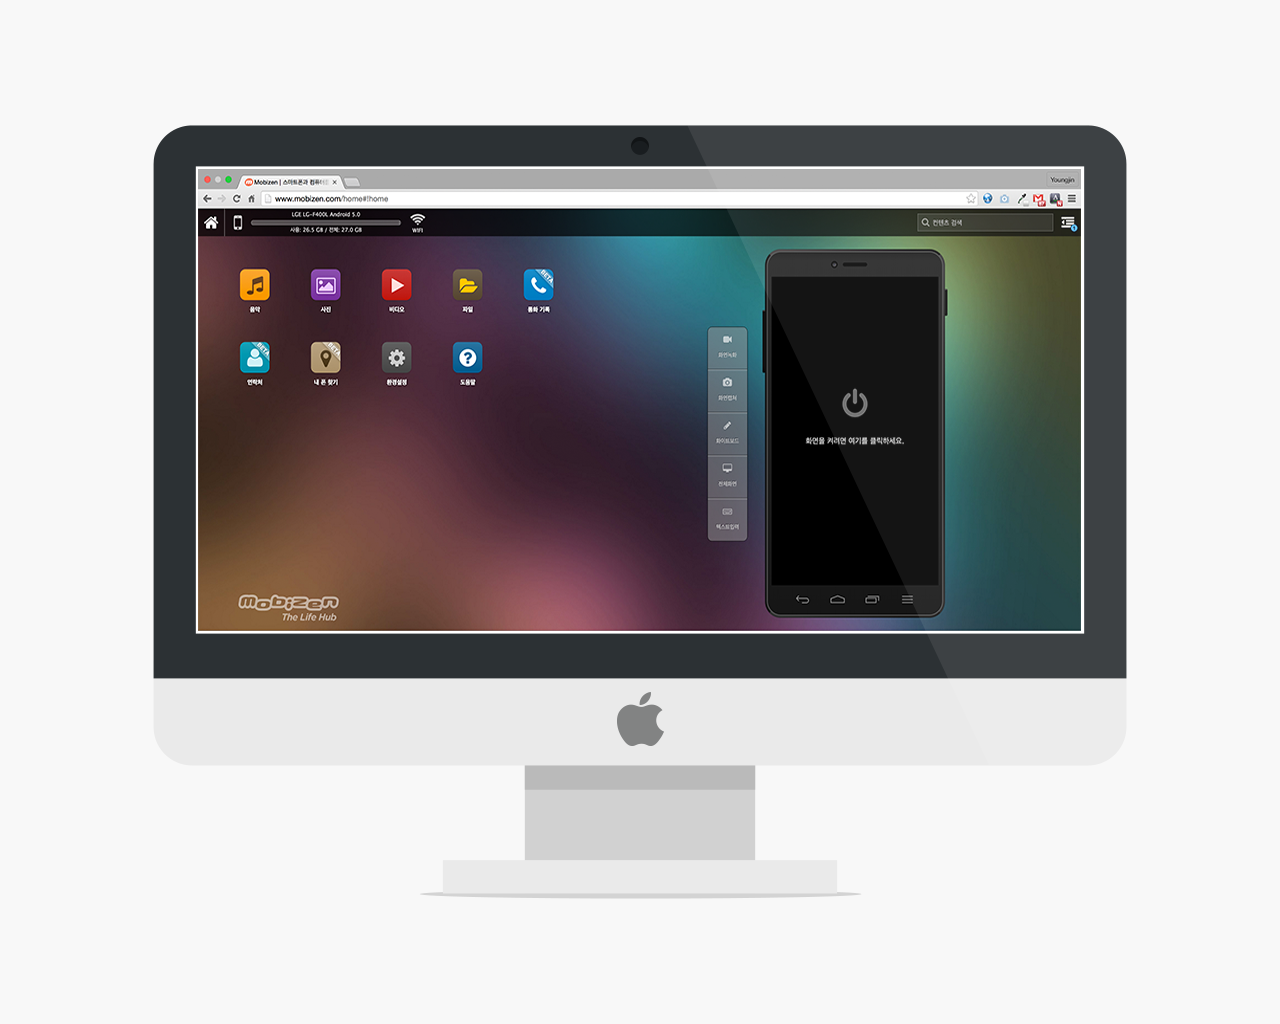 Mobizen | 스마트폰과 컴퓨터
Youngjin
www.mobizen.com/home#!home
LGE LG-F400L Android 5.0
사용: 26.5 GB / 전체: 27.0 GB
WIFI
컨텐츠 검색
음악
사진
비디오
파일
BETA
통화 기록
BETA
연락처
BETA
내 폰 찾기
환경설정
도움말
화면녹화
화면캡쳐
화이트보드
전체화면
텍스트입력
화면을 켜려면 여기를 클릭하세요.
mobizen
The Life Hub